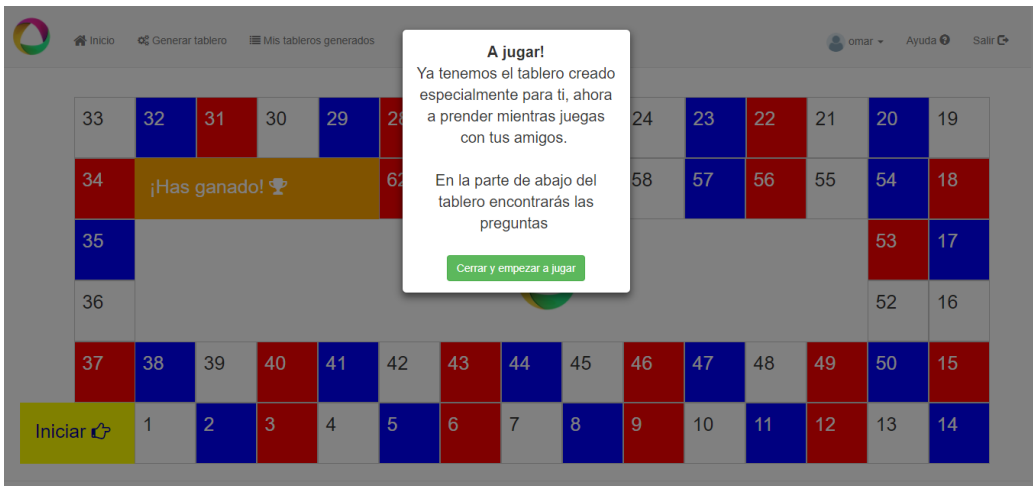 Inicio Generar tablero Mis tableros generados omar Ayuda Salir
A jugar!
Ya tenemos el tablero creado
especialmente para ti, ahora
a prender mientras juegas
con tus amigos.
En la parte de abajo del
tablero encontrarás las
preguntas
Cerrar y empezar a jugar
33 32 31 30 29 28 24 23 22 21 20 19
34 ¡Has ganado! 62 58 57 56 55 54 18
35 53 17
36 52 16
37 38 39 40 41 42 43 44 45 46 47 48 49 50 15
Iniciar 1 2 3 4 5 6 7 8 9 10 11 12 13 14